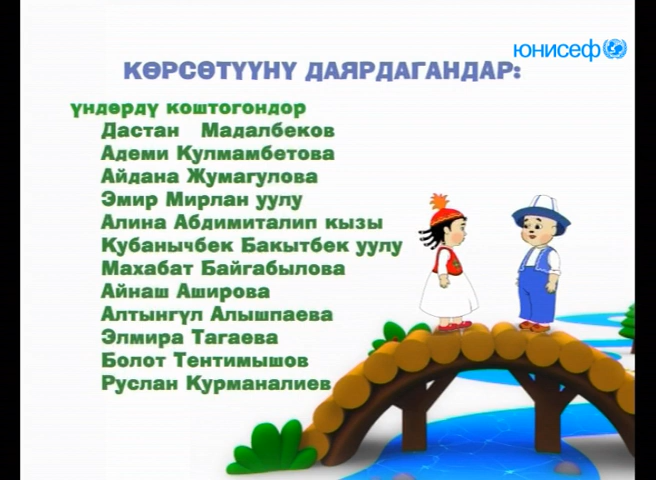 юнисеф
КӨРСӨТҮҮНҮ ДАЯРДАГАНДАР:
үндөрдү коштогондор
Дастан Мадалбеков
Адеми Кулмамбетова
Айдана Жумагулова
Эмир Мирлан уулу
Алина Абдимиталип кызы
Кубанычбек Бакытбек уулу
Махабат Байгабылова
Айнаш Аширова
Алтынгүл Алышпаева
Элмира Тагаева
Болот Тентимышов
Руслан Курманалиев